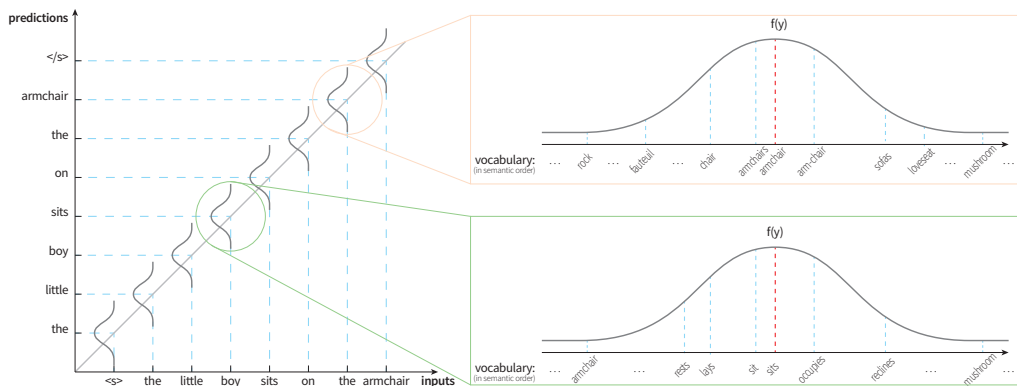 predictions
</s>
armchair
the
on
sits
boy
little
the
<s> the little boy sits on the armchair inputs
f(y)
vocabulary:
(in semantic order)
... rock ... fauteuil ... chair armchairs armchair arm-chair sofas loveseat ... mushroom ...
f(y)
vocabulary:
(in semantic order)
... armchair ... rests lays sit sits occupes reclines ... mushroom ...